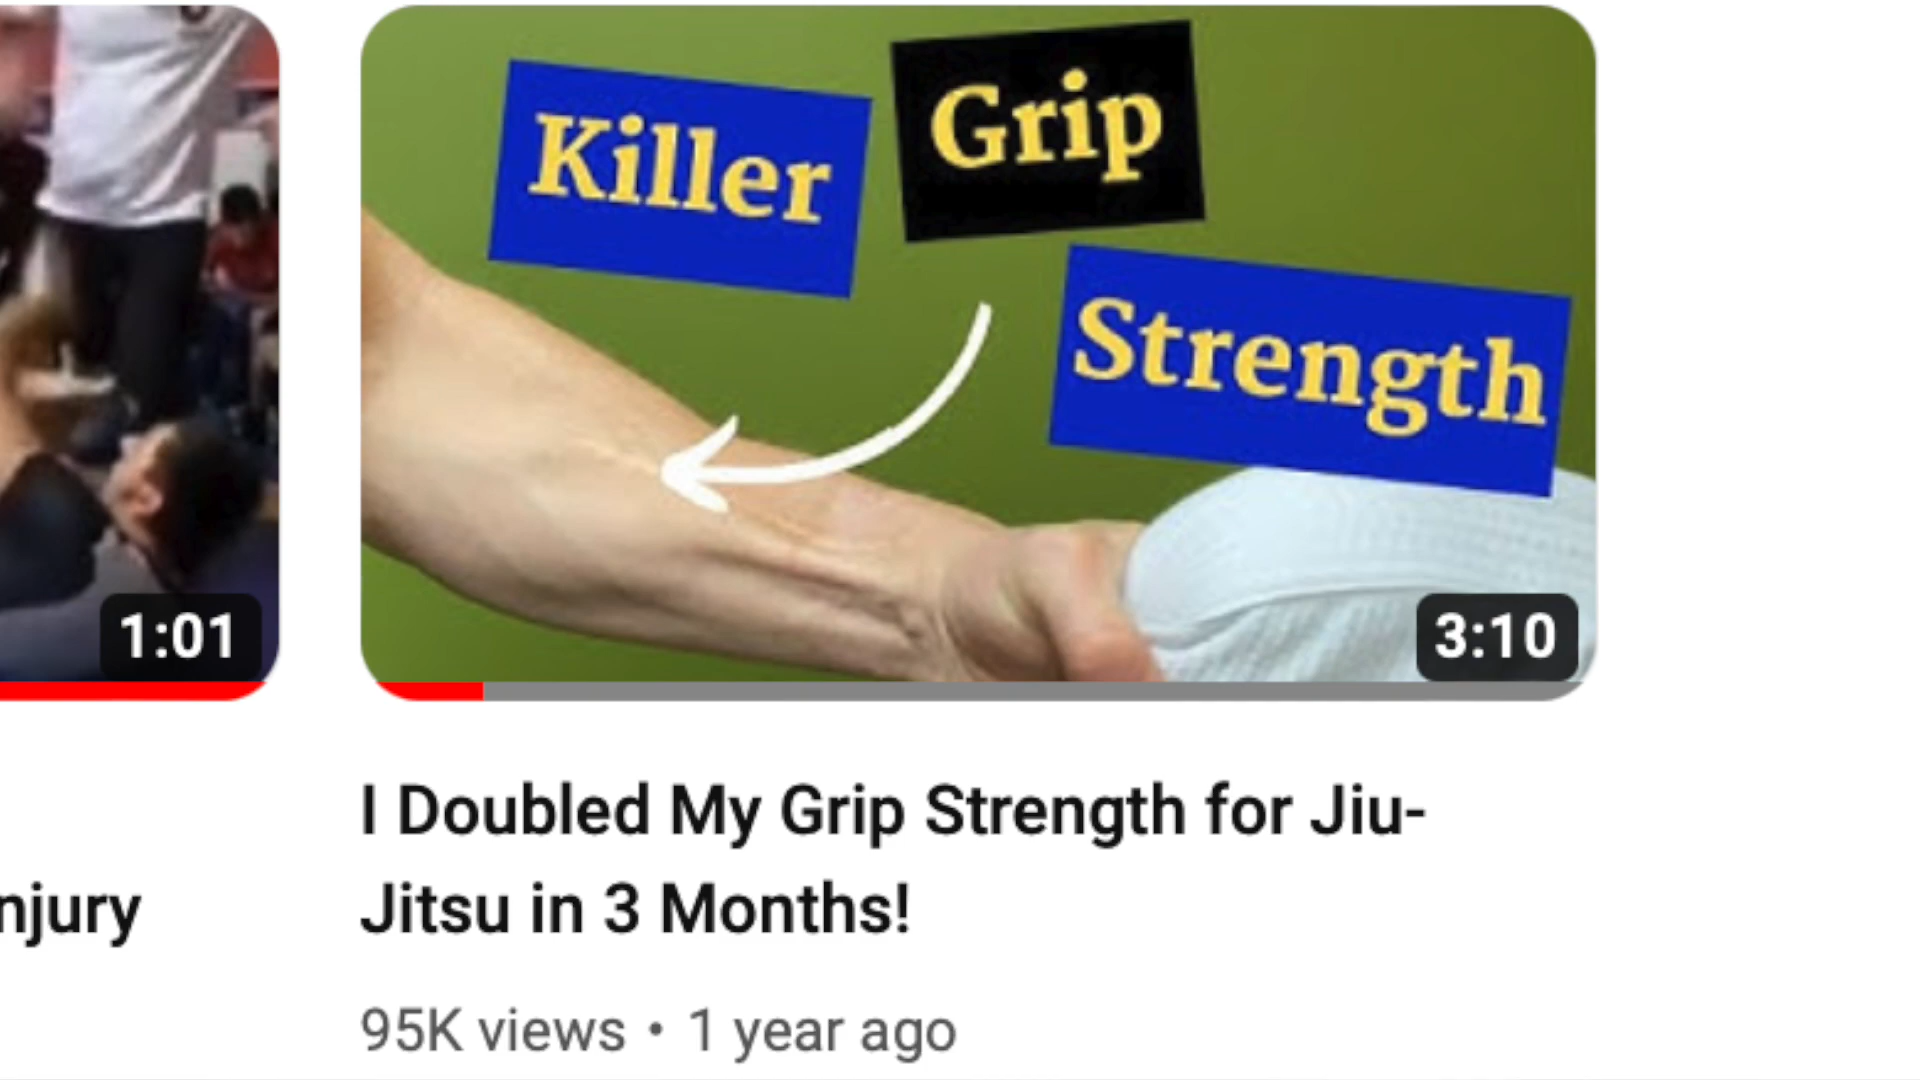 Killer
Grip
Strength
1:01
3:10
I Doubled My Grip Strength for Jiu-
Jitsu in 3 Months!
njury
95K views • 1 year ago